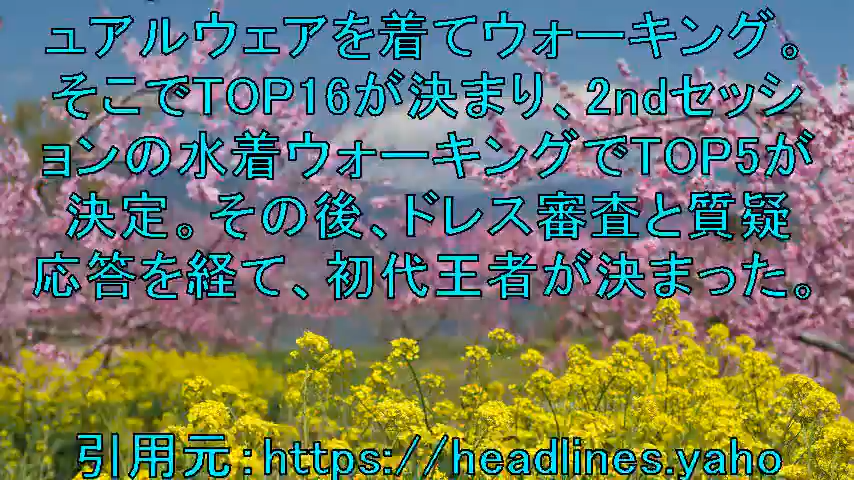 ュアルウェアを着てウォーキング。
そこでTOP16が決まり、2ndセッシ
ョンの水着ウォーキングでTOP5が
決定。その後、ドレス審査と質疑
応答を経て、初代王者が決まった。
引用元：https://headlines.yaho